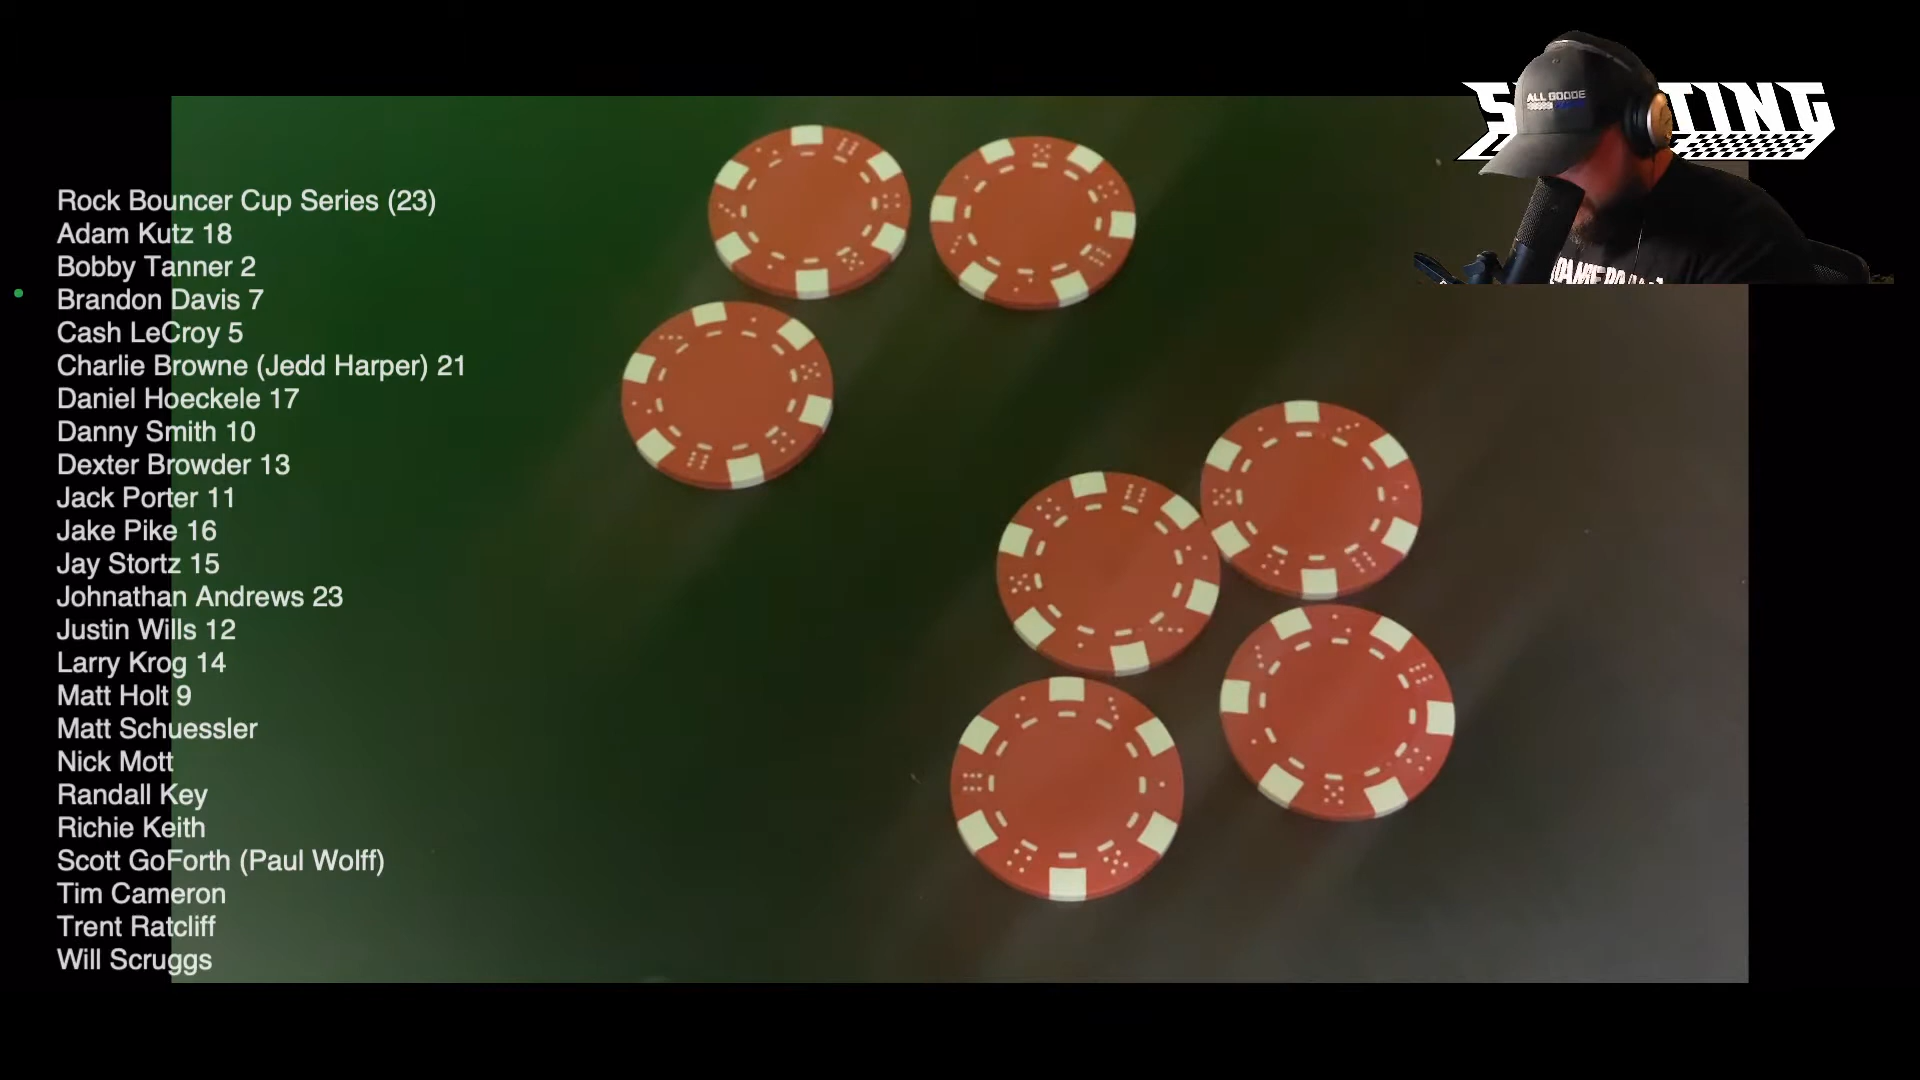 Rock Bouncer Cup Series (23)
Adam Kutz 18
Bobby Tanner 2
Brandon Davis 7
Cash LeCroy 5
Charlie Browne (Jedd Harper) 21
Daniel Hoeckele 17
Danny Smith 10
Dexter Browder 13
Jack Porter 11
Jake Pike 16
Jay Stortz 15
Johnathan Andrews 23
Justin Wills 12
Larry Krog 14
Matt Holt 9
Matt Schuessler
Nick Mott
Randall Key
Richie Keith
Scott GoForth (Paul Wolff)
Tim Cameron
Trent Ratcliff
Will Scruggs
ALL GOODE